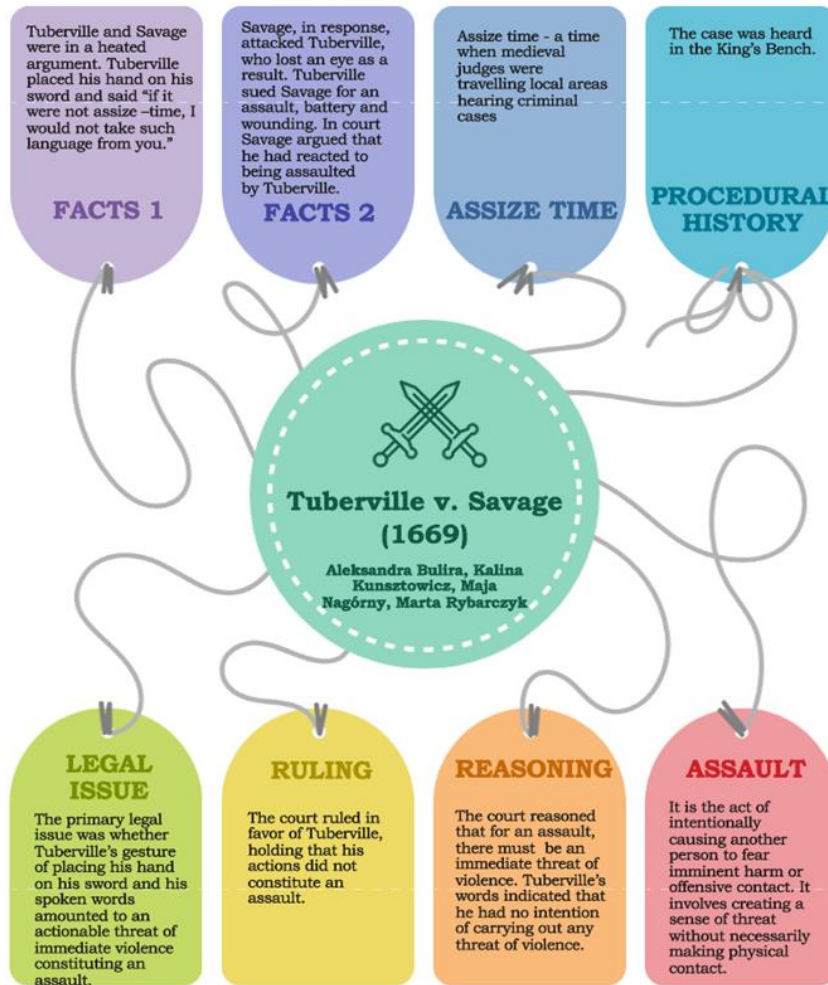 Tuberville and Savage
were in a heated
argument. Tuberville
placed his hand on his
sword and said “if it
were not assize –time, I
would not take such
language from you.”
FACTS 1
Savage, in response,
attacked Tuberville,
who lost an eye as a
result. Tuberville
sued Savage for an
assault, battery and
wounding. In court
Savage argued that
he had reacted to
being assaulted
by Tuberville.
FACTS 2
Assize time - a time
when medieval
judges were
travelling local areas
hearing criminal
cases
ASSIZE TIME
The case was heard
in the King’s Bench.
PROCEDURAL
HISTORY
Tuberville v. Savage
(1669)
Aleksandra Bulira, Kalina
Kunsztowicz, Maja
Nagórny, Marta Rybarczyk
LEGAL
ISSUE
The primary legal
issue was whether
Tuberville’s gesture
of placing his hand
on his sword and his
spoken words
amounted to an
actionable threat of
immediate violence
constituting an
assault.
RULING
The court ruled in
favor of Tuberville,
holding that his
actions did not
constitute an
assault.
REASONING
The court reasoned
that for an assault,
there must be an
immediate threat of
violence. Tuberville’s
words indicated that
he had no intention
of carrying out any
threat of violence.
ASSAULT
It is the act of
intentionally
causing another
person to fear
imminent harm or
offensive contact. It
involves creating a
sense of threat
without necessarily
making physical
contact.